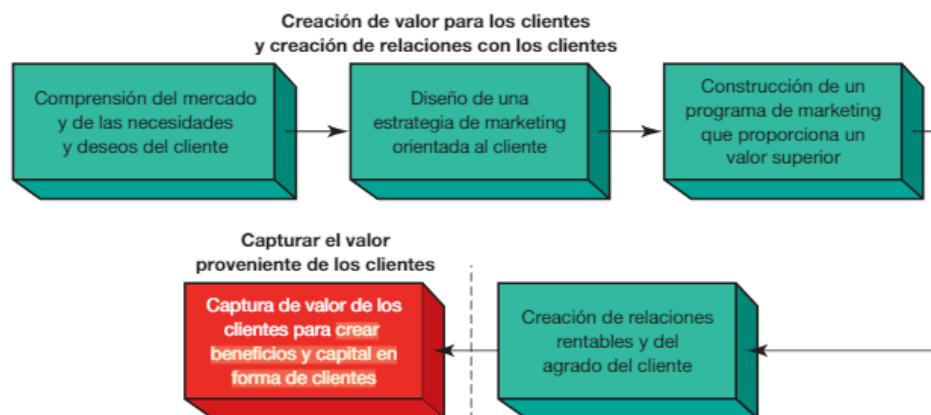 Creación de valor para los clientes
y creación de relaciones con los clientes
Comprensión del mercado
y de las necesidades
y deseos del cliente
Diseño de una
estrategia de marketing
orientada al cliente
Construcción de un
programa de marketing
que proporciona un
valor superior
Capturar el valor
proveniente de los clientes
Captura de valor de los
clientes para crear
beneficios y capital en
forma de clientes
Creación de relaciones
rentables y del
agrado del cliente